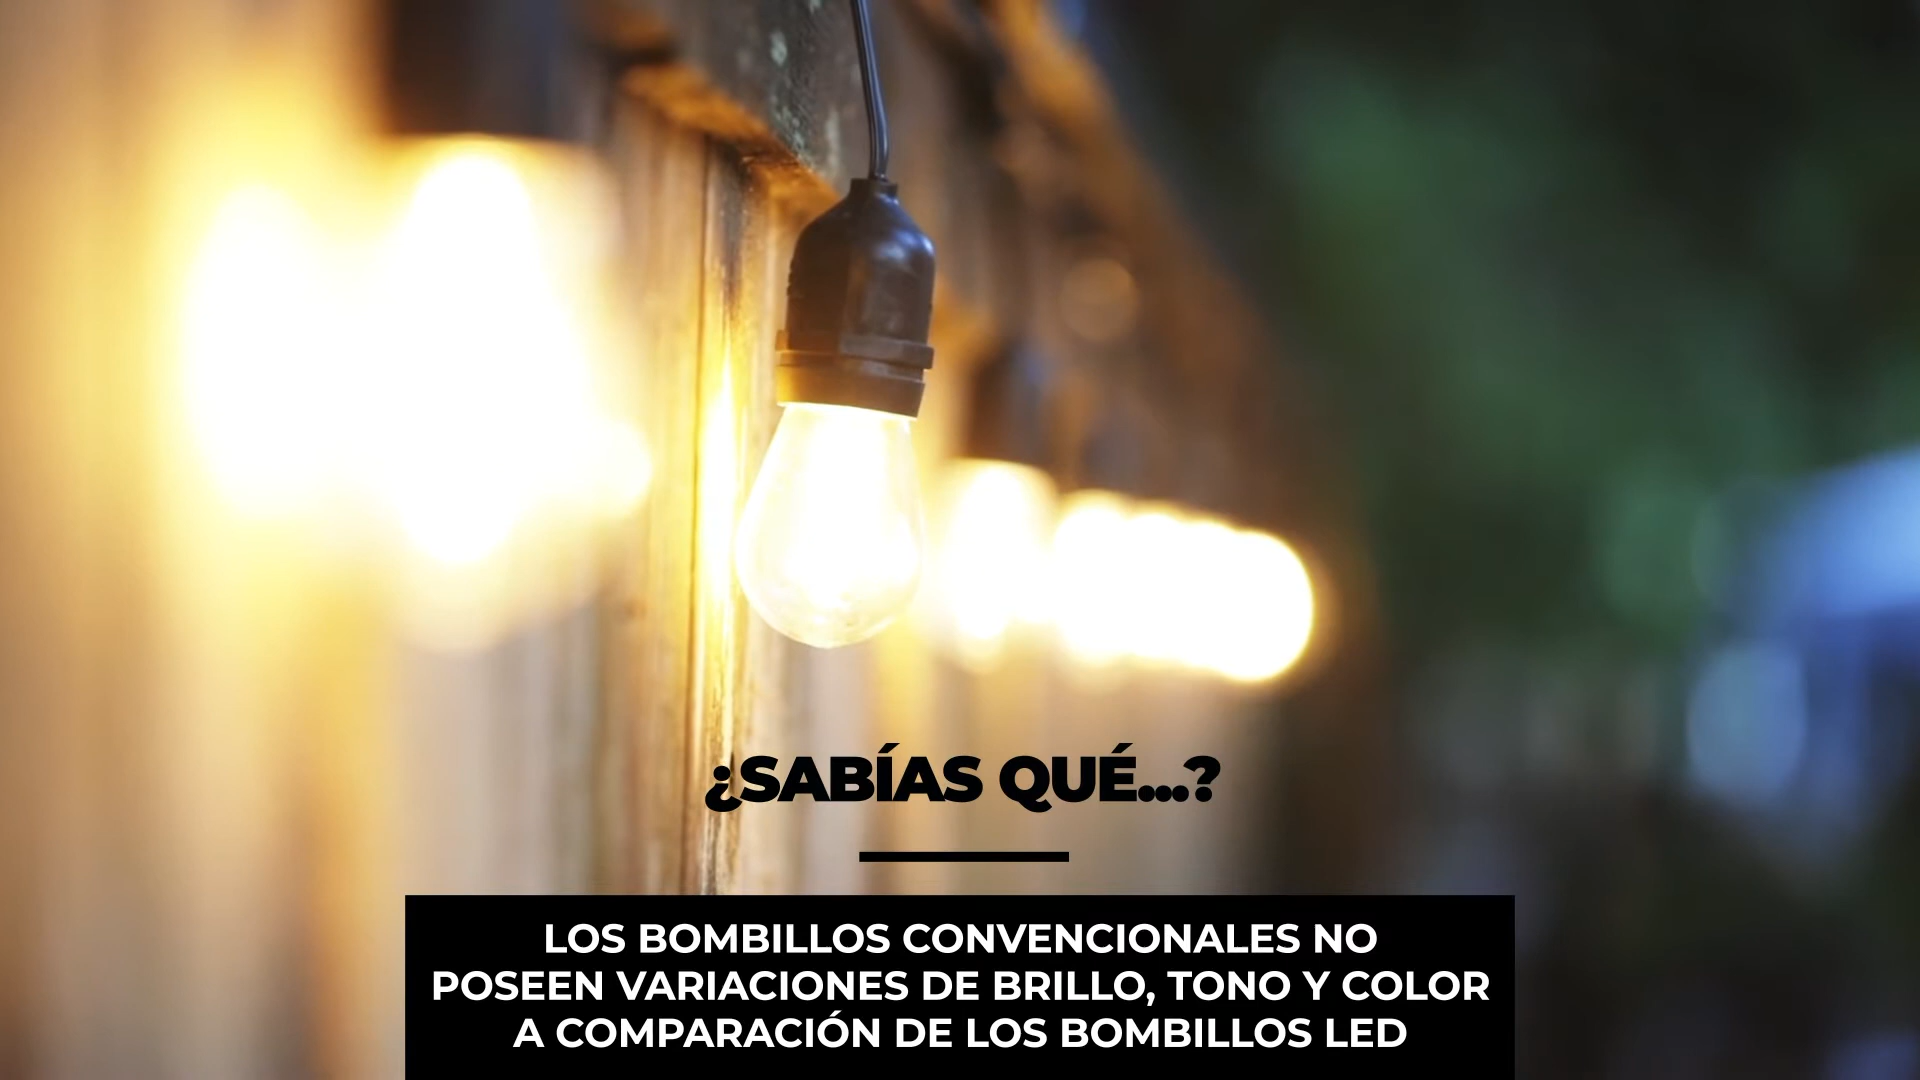 ¿SABÍAS QUÉ...?
LOS BOMBILLOS CONVENCIONALES NO
POSEEN VARIACIONES DE BRILLO, TONO Y COLOR
A COMPARACIÓN DE LOS BOMBILLOS LED